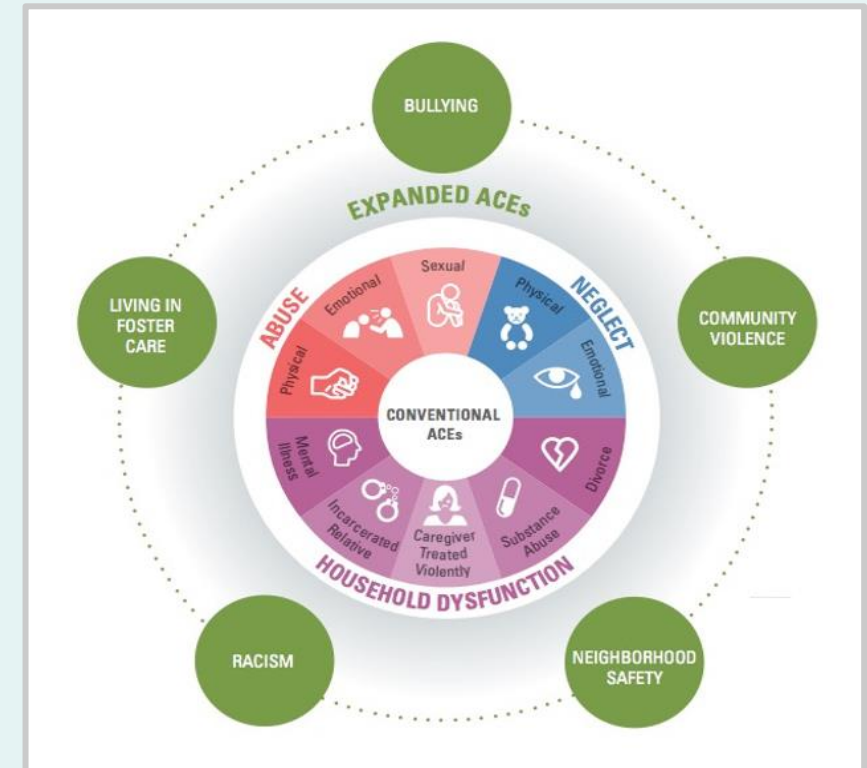 BULLYING
EXPANDED ACEs
LIVING IN
FOSTER
CARE
COMMUNITY
VIOLENCE
ABUSE
Physical
Emotional
Sexual
NEGLECT
Physical
Emotional
CONVENTIONAL
ACEs
Mental
Illness
Incarcerated
Relative
Caregiver
Treated
Violently
Substance
Abuse
Divorce
HOUSEHOLD DYSFUNCTION
RACISM
NEIGHBORHOOD
SAFETY